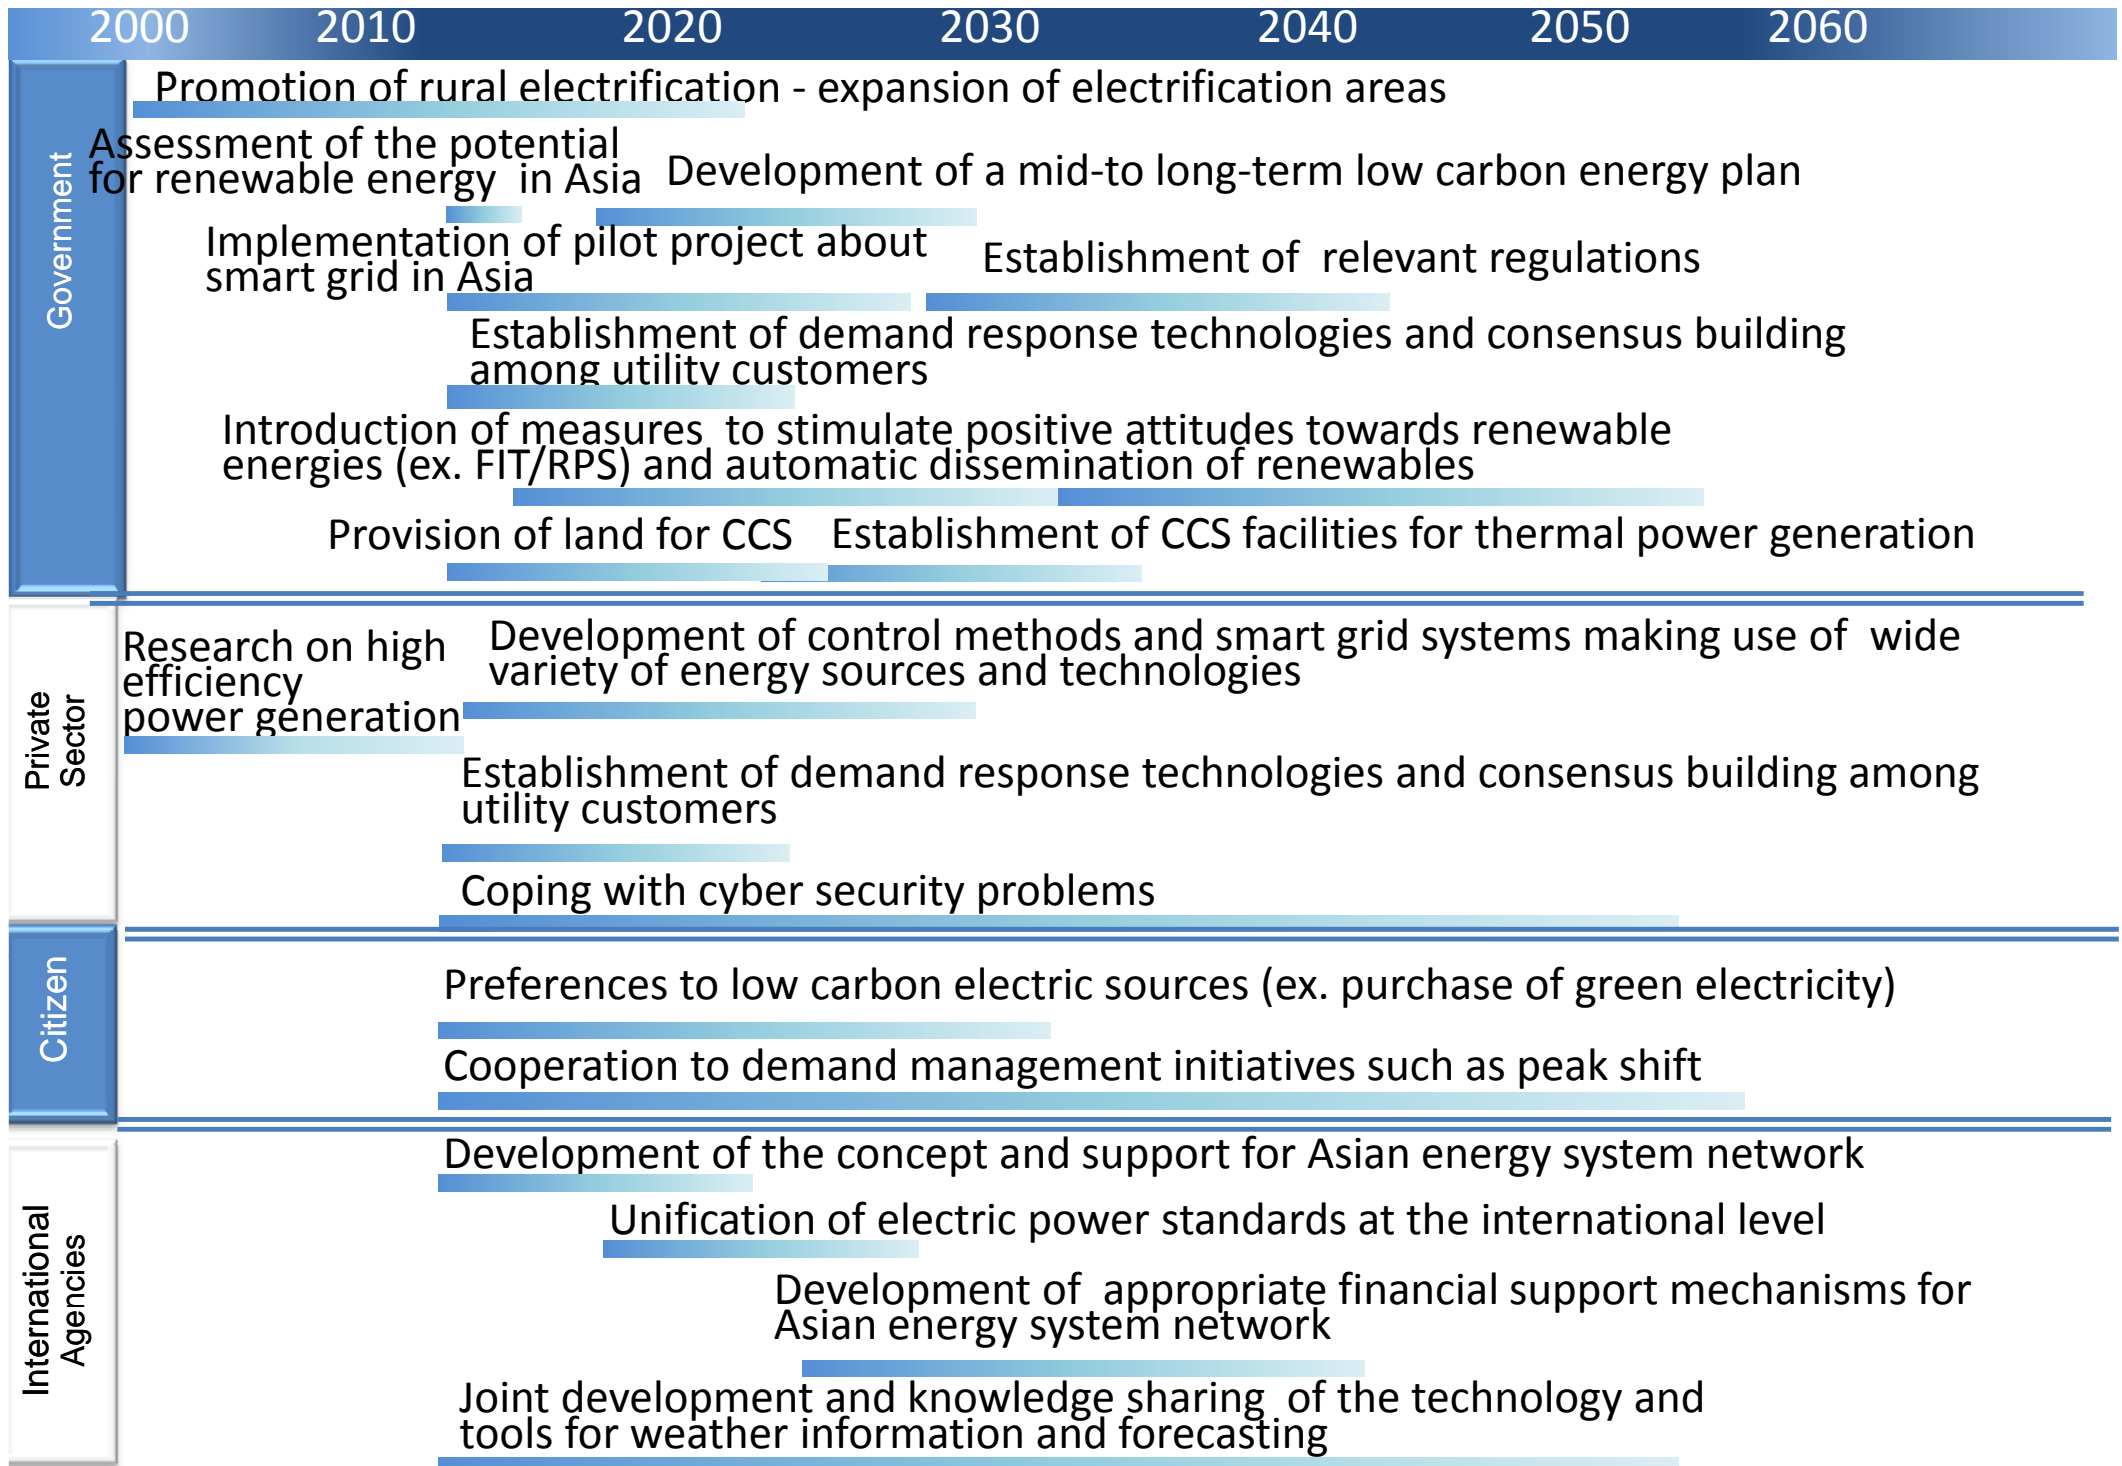 2000 2010 2020 2030 2040 2050 2060
Government
Promotion of rural electrification - expansion of electrification areas
Assessment of the potential
for renewable energy in Asia
Development of a mid-to long-term low carbon energy plan
Implementation of pilot project about
smart grid in Asia
Establishment of relevant regulations
Establishment of demand response technologies and consensus building
among utility customers
Introduction of measures to stimulate positive attitudes towards renewable
energies (ex. FIT/RPS) and automatic dissemination of renewables
Provision of land for CCS
Establishment of CCS facilities for thermal power generation
Private
Sector
Research on high
efficiency
power generation
Development of control methods and smart grid systems making use of wide
variety of energy sources and technologies
Establishment of demand response technologies and consensus building among
utility customers
Coping with cyber security problems
Citizen
Preferences to low carbon electric sources (ex. purchase of green electricity)
Cooperation to demand management initiatives such as peak shift
International
Agencies
Development of the concept and support for Asian energy system network
Unification of electric power standards at the international level
Development of appropriate financial support mechanisms for
Asian energy system network
Joint development and knowledge sharing of the technology and
tools for weather information and forecasting